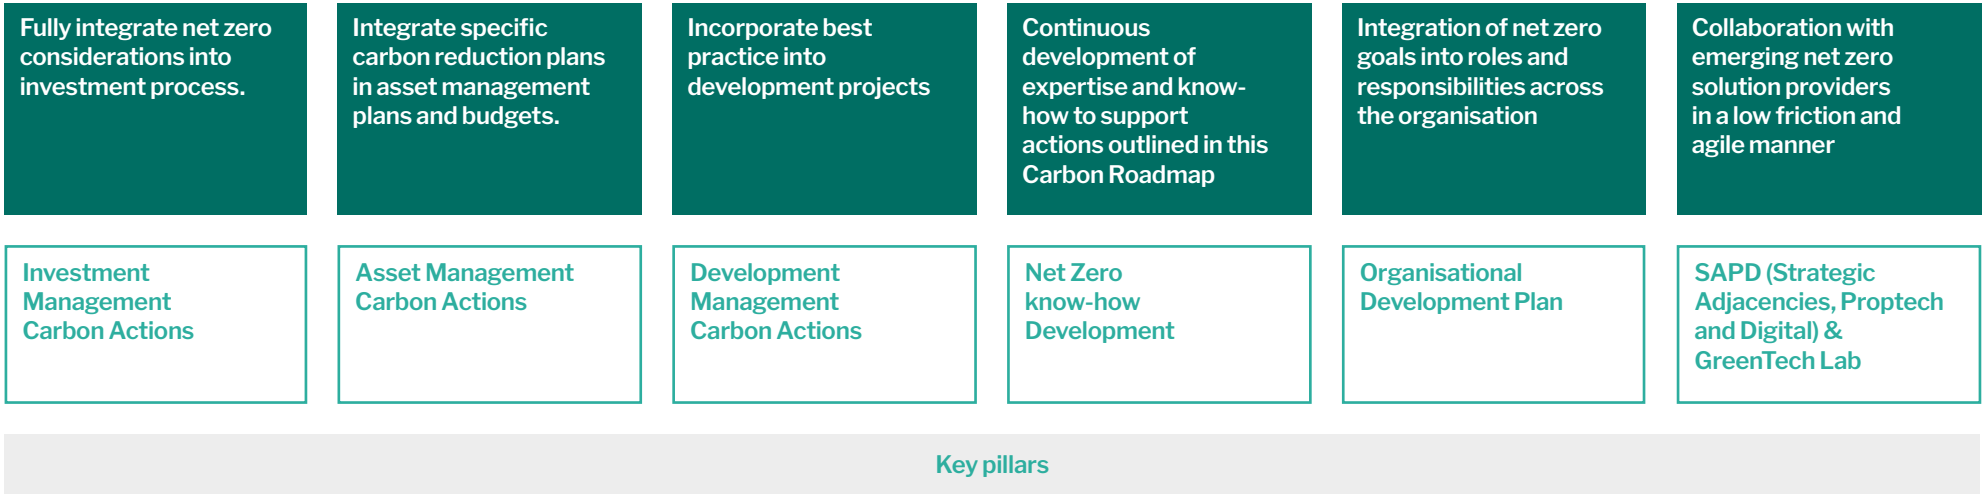 Fully integrate net zero
considerations into
investment process.
Integrate specific
carbon reduction plans
in asset management
plans and budgets.
Incorporate best
practice into
development projects
Continuous
development of
expertise and know-
how to support
actions outlined in this
Carbon Roadmap
Integration of net zero
goals into roles and
responsibilities across
the organisation
Collaboration with
emerging net zero
solution providers
in a low friction and
agile manner
Investment
Management
Carbon Actions
Asset Management
Carbon Actions
Development
Management
Carbon Actions
Net Zero
know-how
Development
Organisational
Development Plan
SAPD (Strategic
Adjacencies, Proptech
and Digital) &
GreenTech Lab
Key pillars